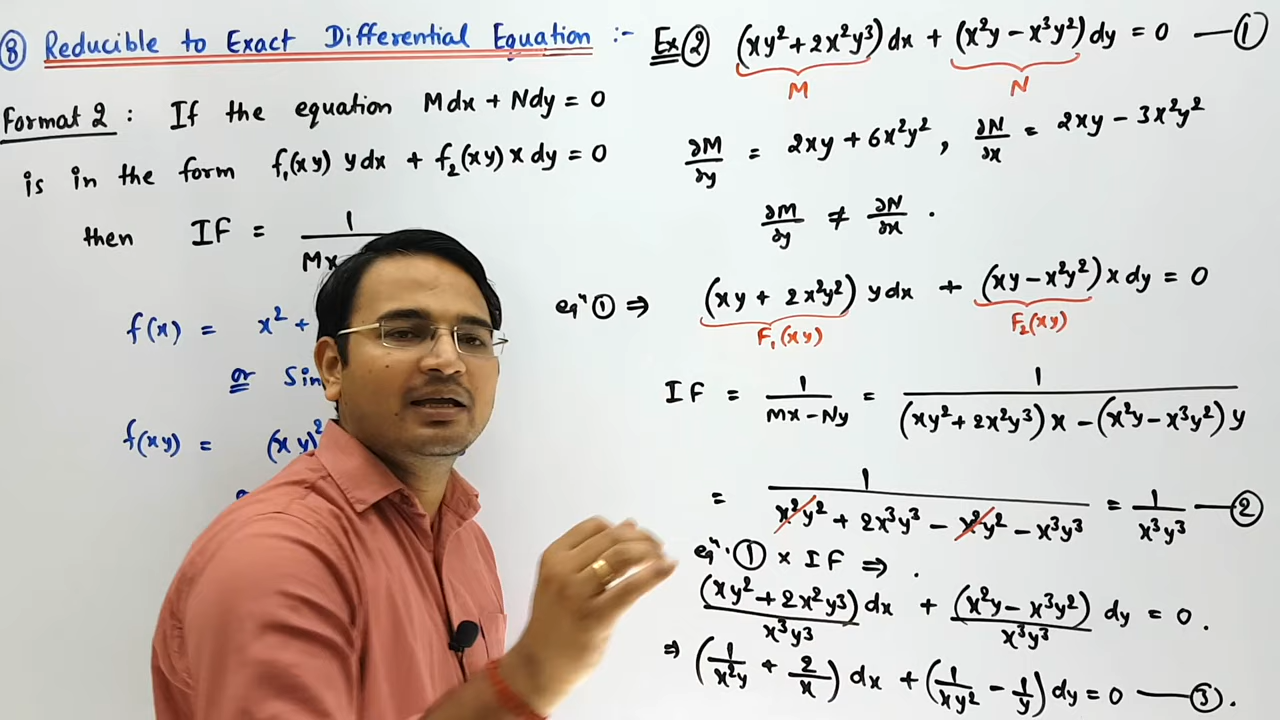 ⑧ Reducible to Exact Differential Equation :-
Format 2 : If the equation Mdx + Ndy = 0
is in the form f₁(xy) y dx + f₂(xy) x dy = 0
then IF = 1/Mx
f(x) = x² +
or Sin
f(xy) = (xy)²
Ex ② (xy² + 2x²y³) dx + (x²y − x³y²) dy = 0 — ①
M N
∂M/∂y = 2xy + 6x²y² , ∂N/∂x = 2xy − 3x²y²
∂M/∂y ≠ ∂N/∂x .
eqⁿ ① ⇒ (xy + 2x²y²) y dx + (xy − x²y²) x dy = 0
F₁(xy) F₂(xy)
IF = 1/(Mx − Ny) = 1/((xy² + 2x²y³) x − (x²y − x³y²) y)
= 1/(x²y² + 2x³y³ − x²y² − x³y³) = 1/(x³y³) — ②
eqⁿ. ① × IF ⇒ .
(xy² + 2x²y³)/(x³y³) dx + (x²y − x³y²)/(x³y³) dy = 0 .
⇒ (1/(x²y) + 2/x) dx + (1/(xy²) − 1/y) dy = 0 — ③ .